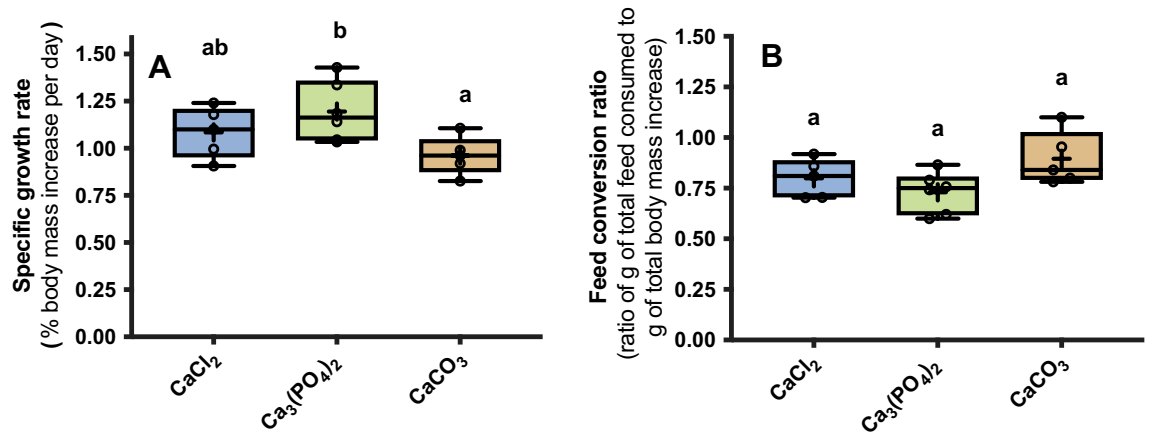 A
Specific growth rate
(% body mass increase per day )
1.50
1.25
1.00
0.75
0.50
0.25
0.00
ab
b
a
CaCl₂
Ca₃(PO₄)₂
CaCO₃
B
Feed conversion ratio
(ratio of g of total feed consumed to
g of total body mass increase)
1.50
1.25
1.00
0.75
0.50
0.25
0.00
a
a
a
CaCl₂
Ca₃(PO₄)₂
CaCO₃